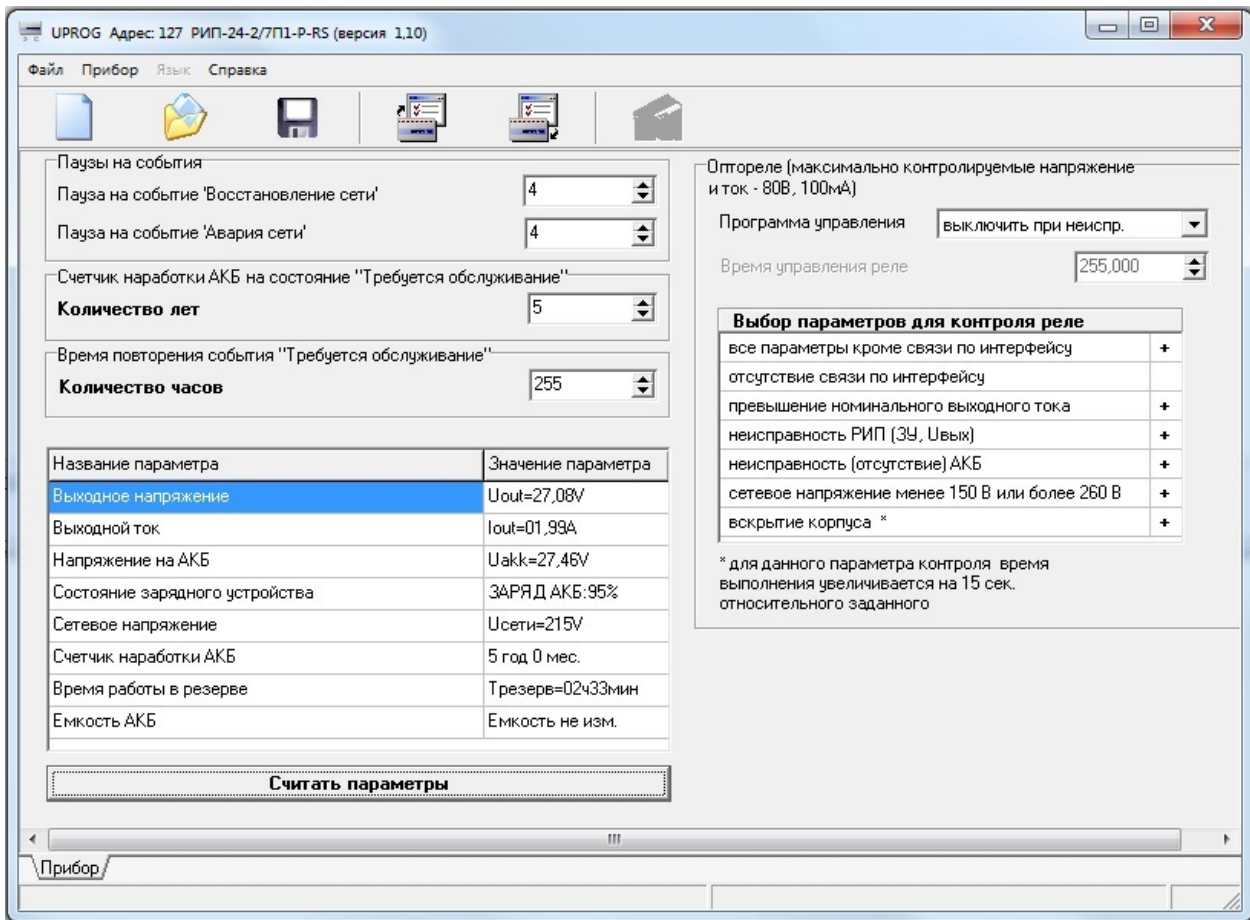 UPROG Адрес: 127 РИП-24-2/7П1-Р-RS (версия 1,10)
Файл Прибор Язык Справка
Паузы на события
Пауза на событие 'Восстановление сети' 4
Пауза на событие 'Авария сети' 4
Счетчик наработки АКБ на состояние "Требуется обслуживание"
Количество лет 5
Время повторения события "Требуется обслуживание"
Количество часов 255
Название параметра Значение параметра
Выходное напряжение Uout=27,08V
Выходной ток Iout=01,99A
Напряжение на АКБ Uakk=27,46V
Состояние зарядного устройства ЗАРЯД АКБ:95%
Сетевое напряжение Uсети=215V
Счетчик наработки АКБ 5 год 0 мес.
Время работы в резерве Tрезерв=02ч33мин
Емкость АКБ Емкость не изм.
Считать параметры
Оптореле (максимально контролируемые напряжение
и ток - 80В, 100мА)
Программа управления выключить при неиспр.
Время управления реле 255,000
Выбор параметров для контроля реле
все параметры кроме связи по интерфейсу +
отсутствие связи по интерфейсу
превышение номинального выходного тока +
неисправность РИП (ЗУ, Uвых) +
неисправность (отсутствие) АКБ +
сетевое напряжение менее 150 В или более 260 В +
вскрытие корпуса * +
* для данного параметра контроля время
выполнения увеличивается на 15 сек.
относительного заданного
Прибор